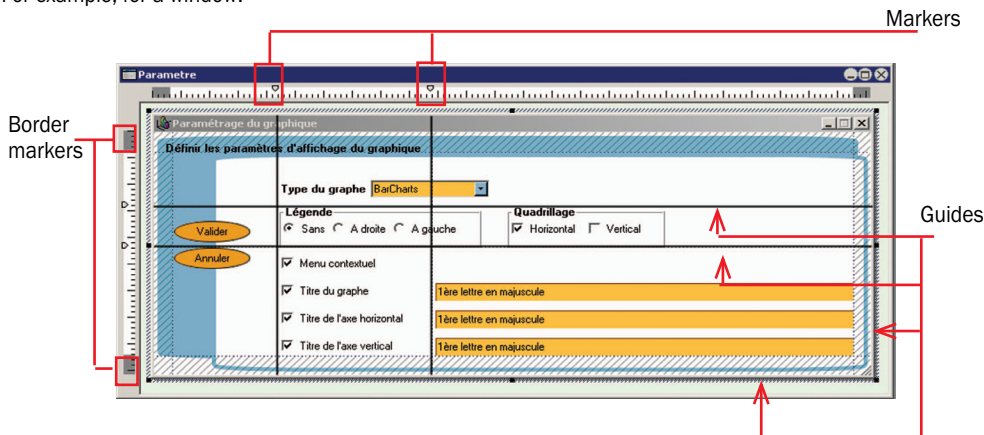 For example, for a window:
Markers
Parametre
Border
markers
Paramétrage du graphique
Définir les paramètres d'affichage du graphique
Type du graphe BarCharts
Légende
Quadrillage
Guides
Valider
Sans A droite A gauche
Horizontal Vertical
Annuler
Menu contextuel
Titre du graphe 1ère lettre en majuscule
Titre de l'axe horizontal 1ère lettre en majuscule
Titre de l'axe vertical 1ère lettre en majuscule